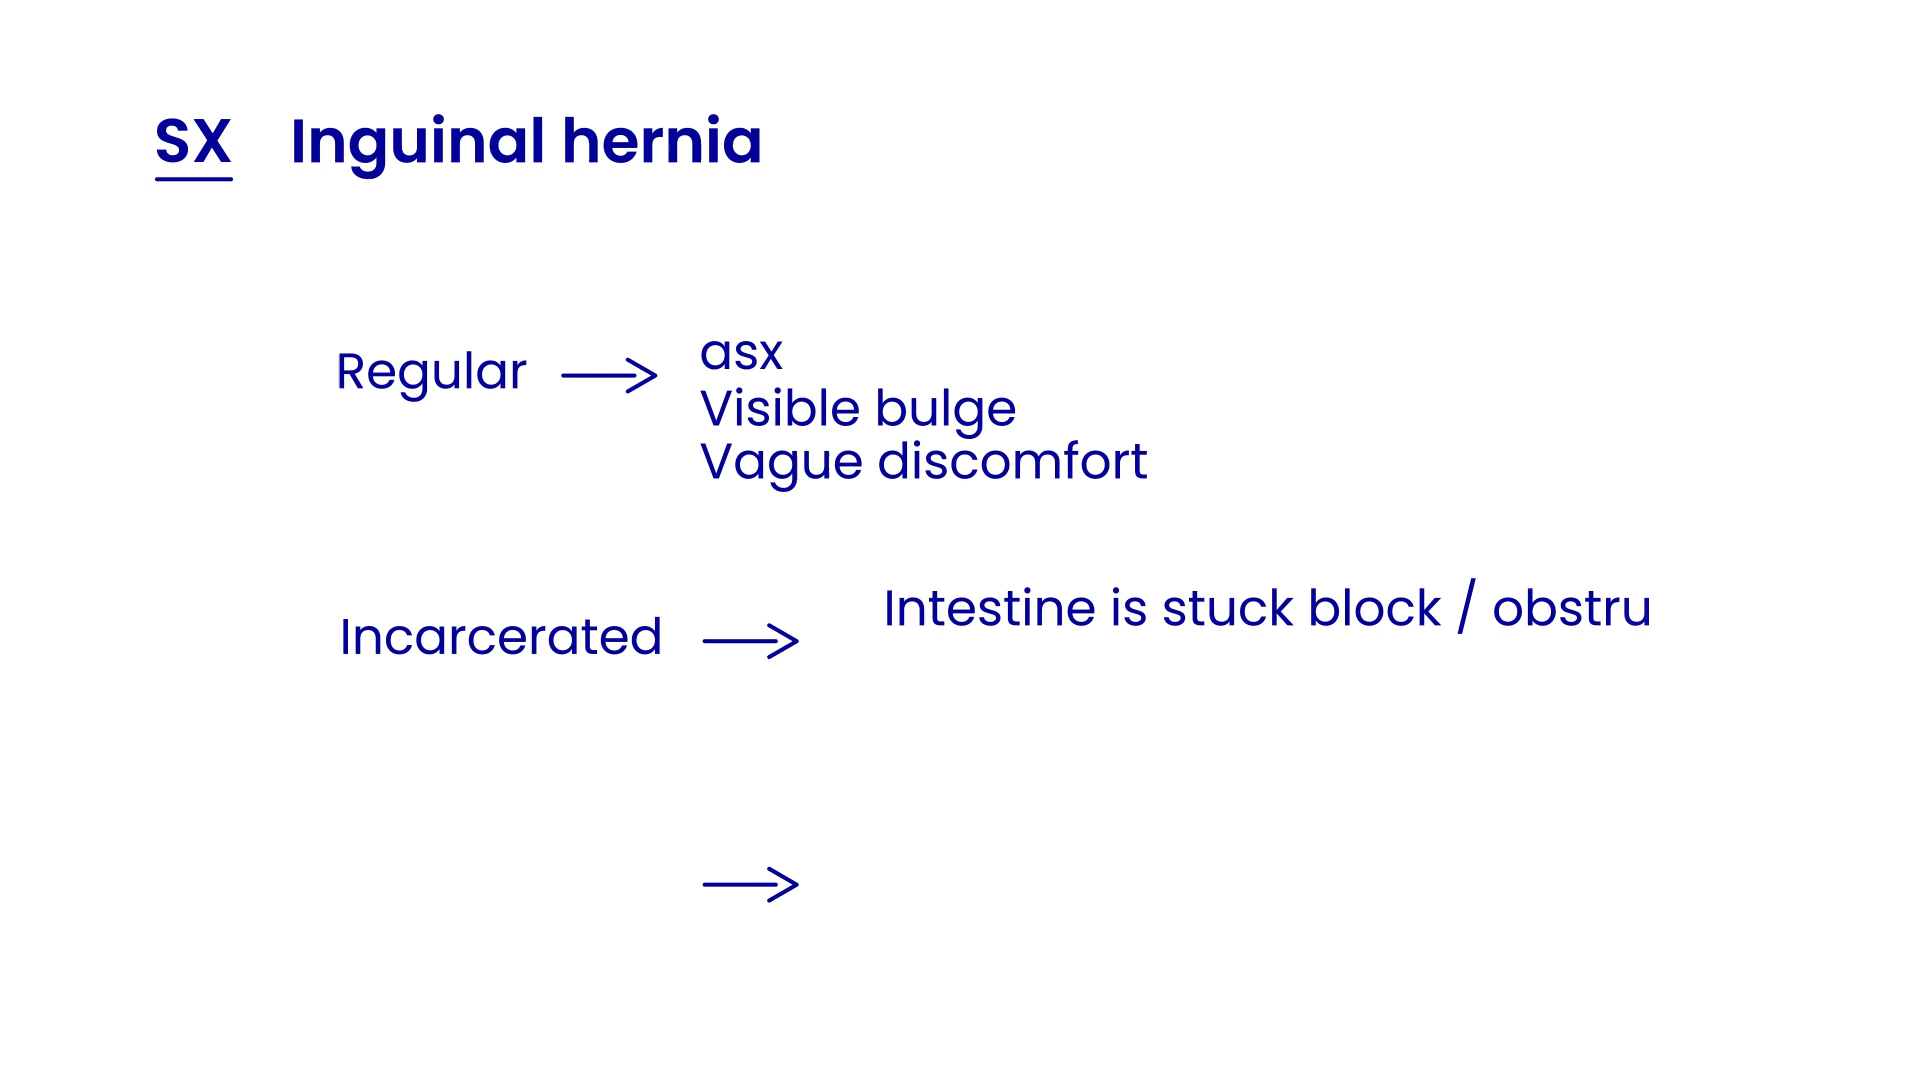 SX Inguinal hernia
Regular → asx
Visible bulge
Vague discomfort
Incarcerated → Intestine is stuck block / obstru
→